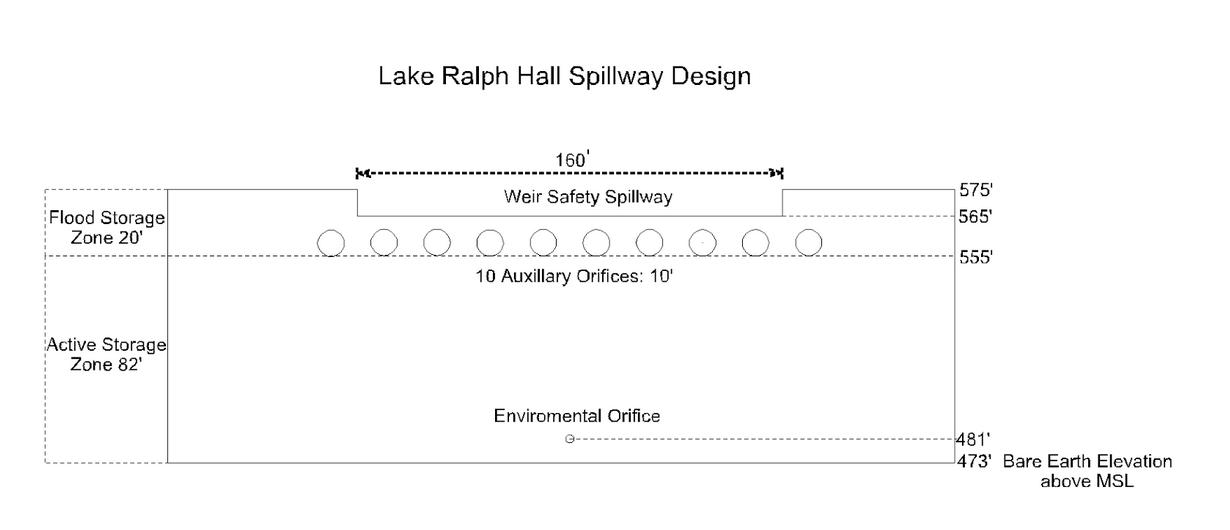 Lake Ralph Hall Spillway Design
160'
Weir Safety Spillway
575'
565'
Flood Storage
Zone 20'
555'
10 Auxillary Orifices: 10'
Active Storage
Zone 82'
Enviromental Orifice
481'
473' Bare Earth Elevation
above MSL